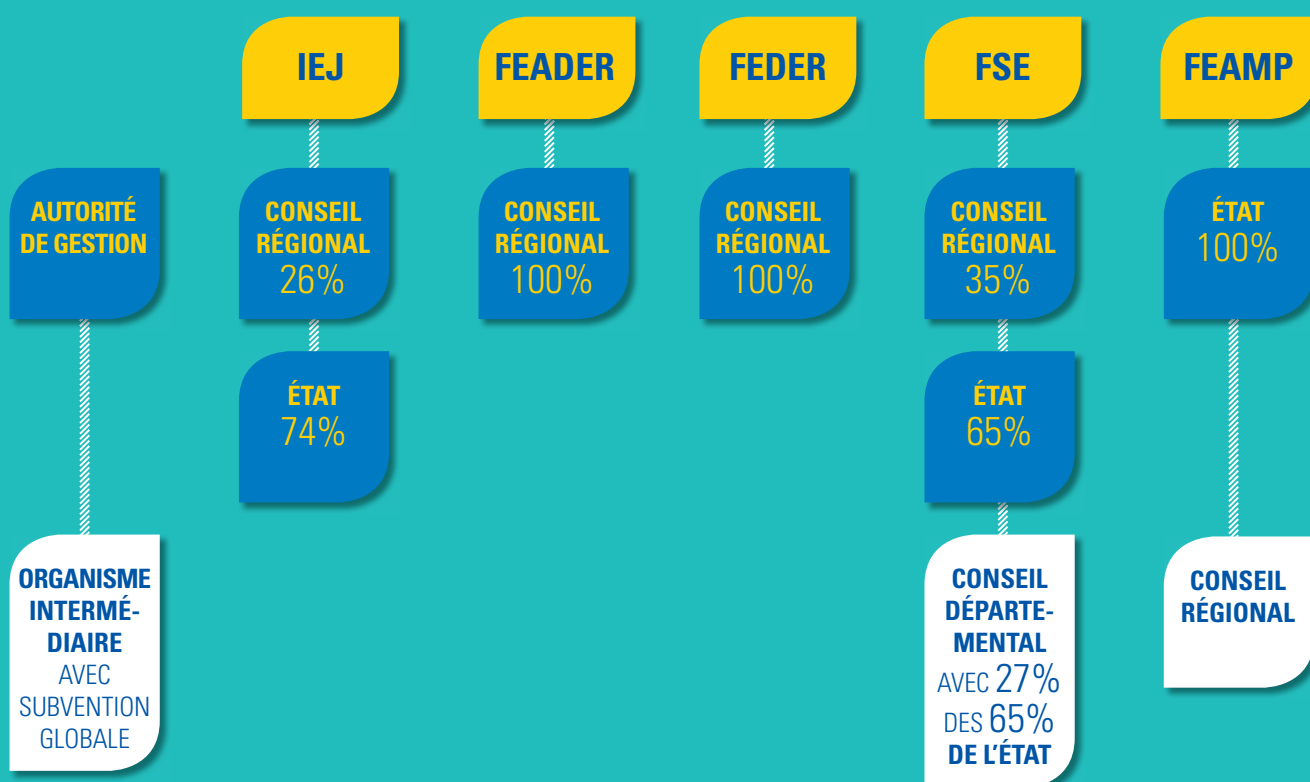 IEJ
FEADER
FEDER
FSE
FEAMP
AUTORITÉ
DE GESTION
CONSEIL
RÉGIONAL
26%
CONSEIL
RÉGIONAL
100%
CONSEIL
RÉGIONAL
100%
CONSEIL
RÉGIONAL
35%
ÉTAT
100%
ÉTAT
74%
ÉTAT
65%
ORGANISME
INTERMÉ-
DIAIRE
AVEC
SUBVENTION
GLOBALE
CONSEIL
DÉPARTE-
MENTAL
AVEC 27%
DES 65%
DE L'ÉTAT
CONSEIL
RÉGIONAL